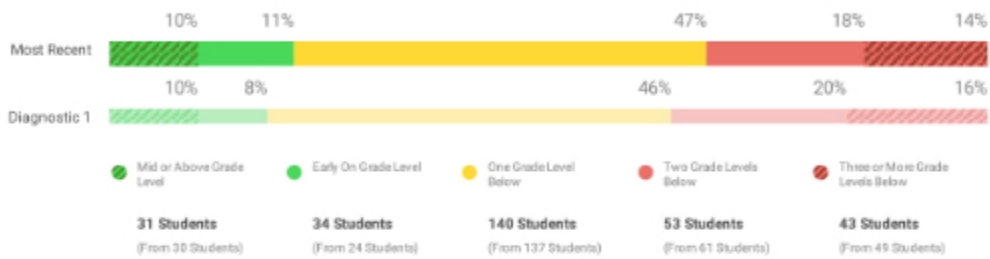 10% 11% 47% 18% 14%
Most Recent
10% 8% 46% 20% 16%
Diagnostic 1
Mid or Above Grade
Level
Early On Grade Level
One Grade Level
Below
Two Grade Levels
Below
Three or More Grade
Levels Below
31 Students
34 Students
140 Students
53 Students
43 Students
(From 30 Students)
(From 24 Students)
(From 137 Students)
(From 61 Students)
(From 49 Students)